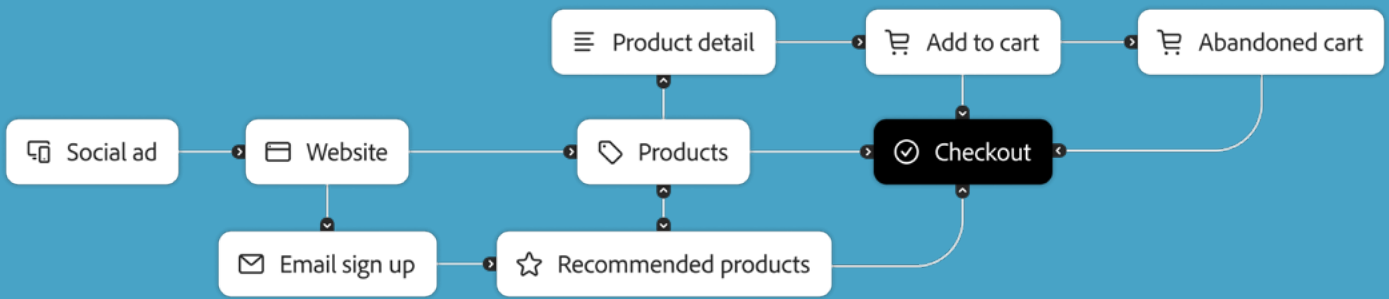 Product detail
Add to cart
Abandoned cart
Social ad
Website
Products
Checkout
Email sign up
Recommended products